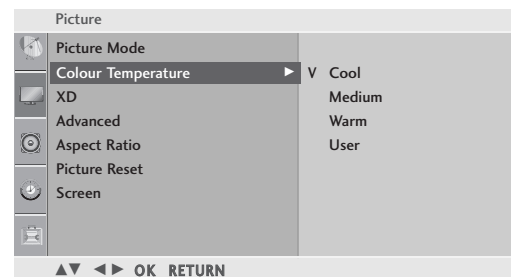 Picture
Picture Mode
Colour Temperature ► V Cool
XD Medium
Advanced Warm
Aspect Ratio User
Picture Reset
Screen
▲▼ ◄► OK RETURN